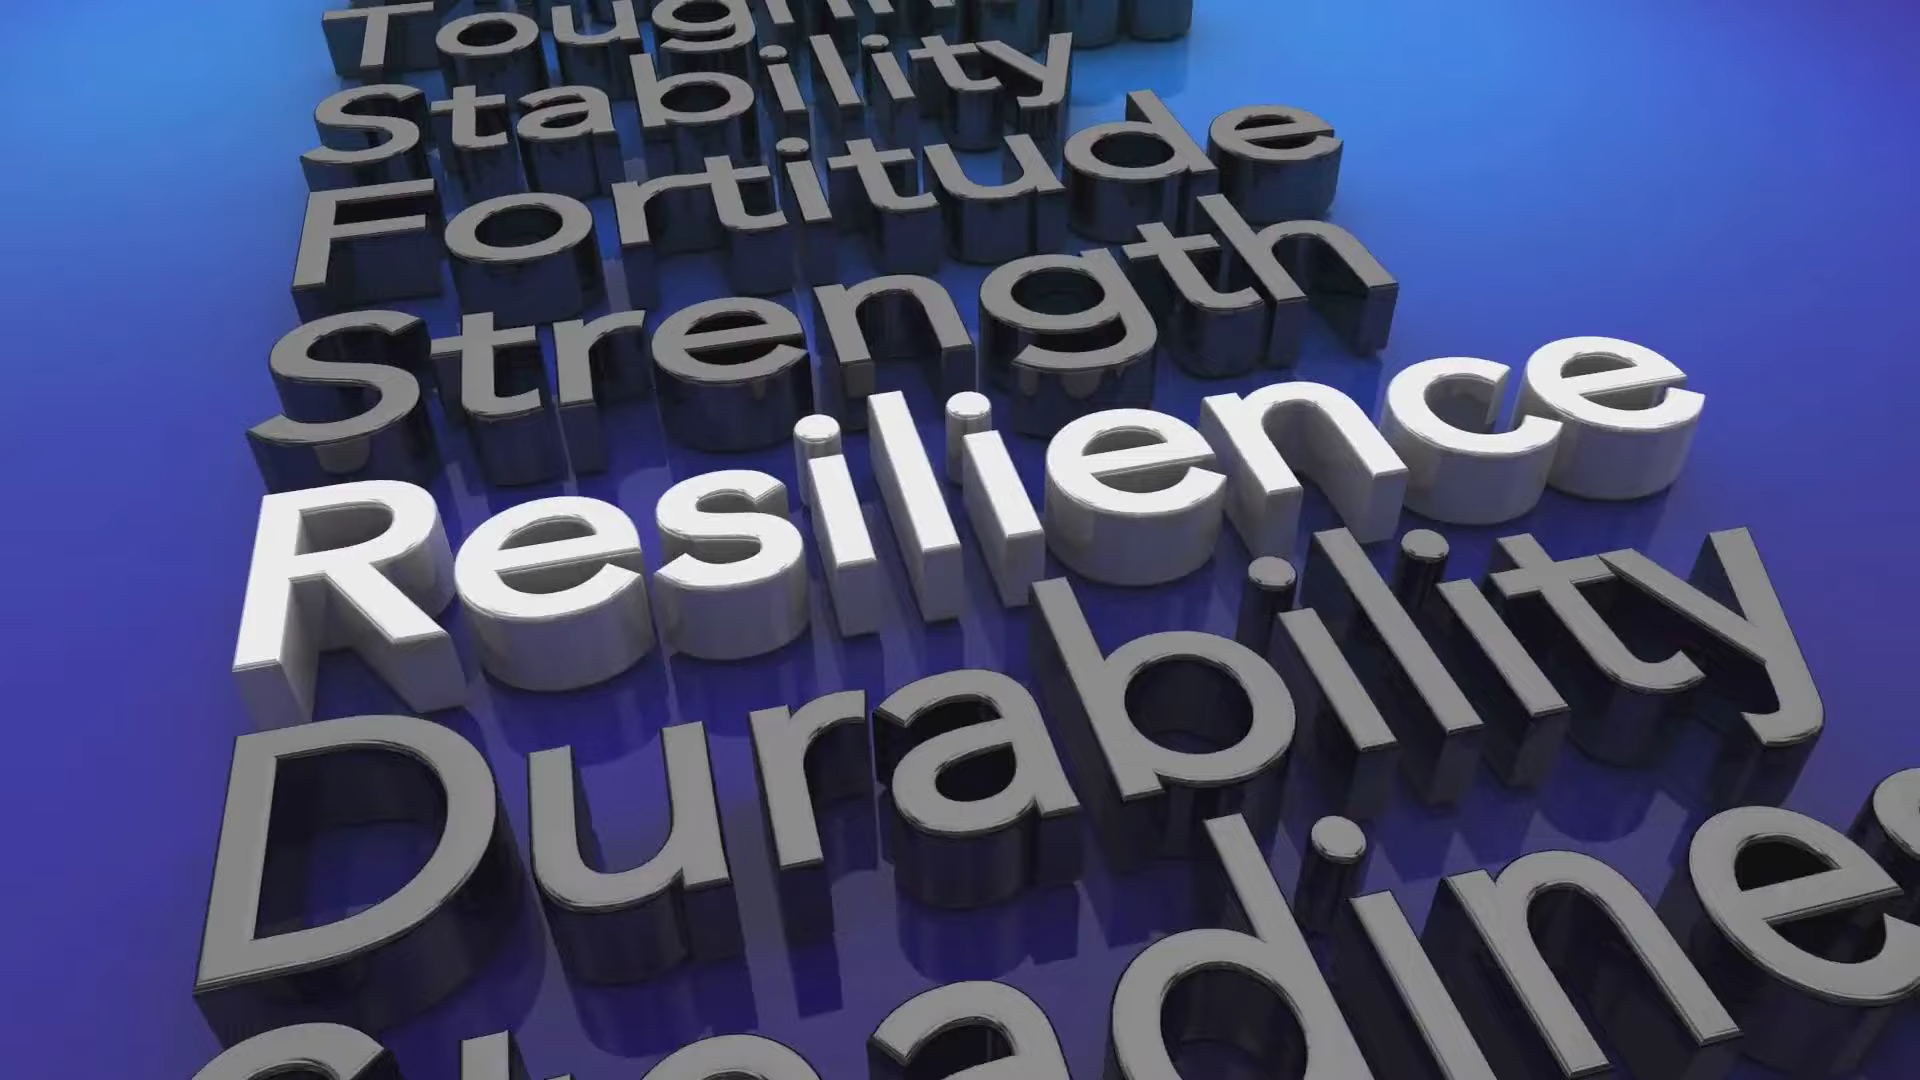 Stability
Fortitude
Strength
Resilience
Durability